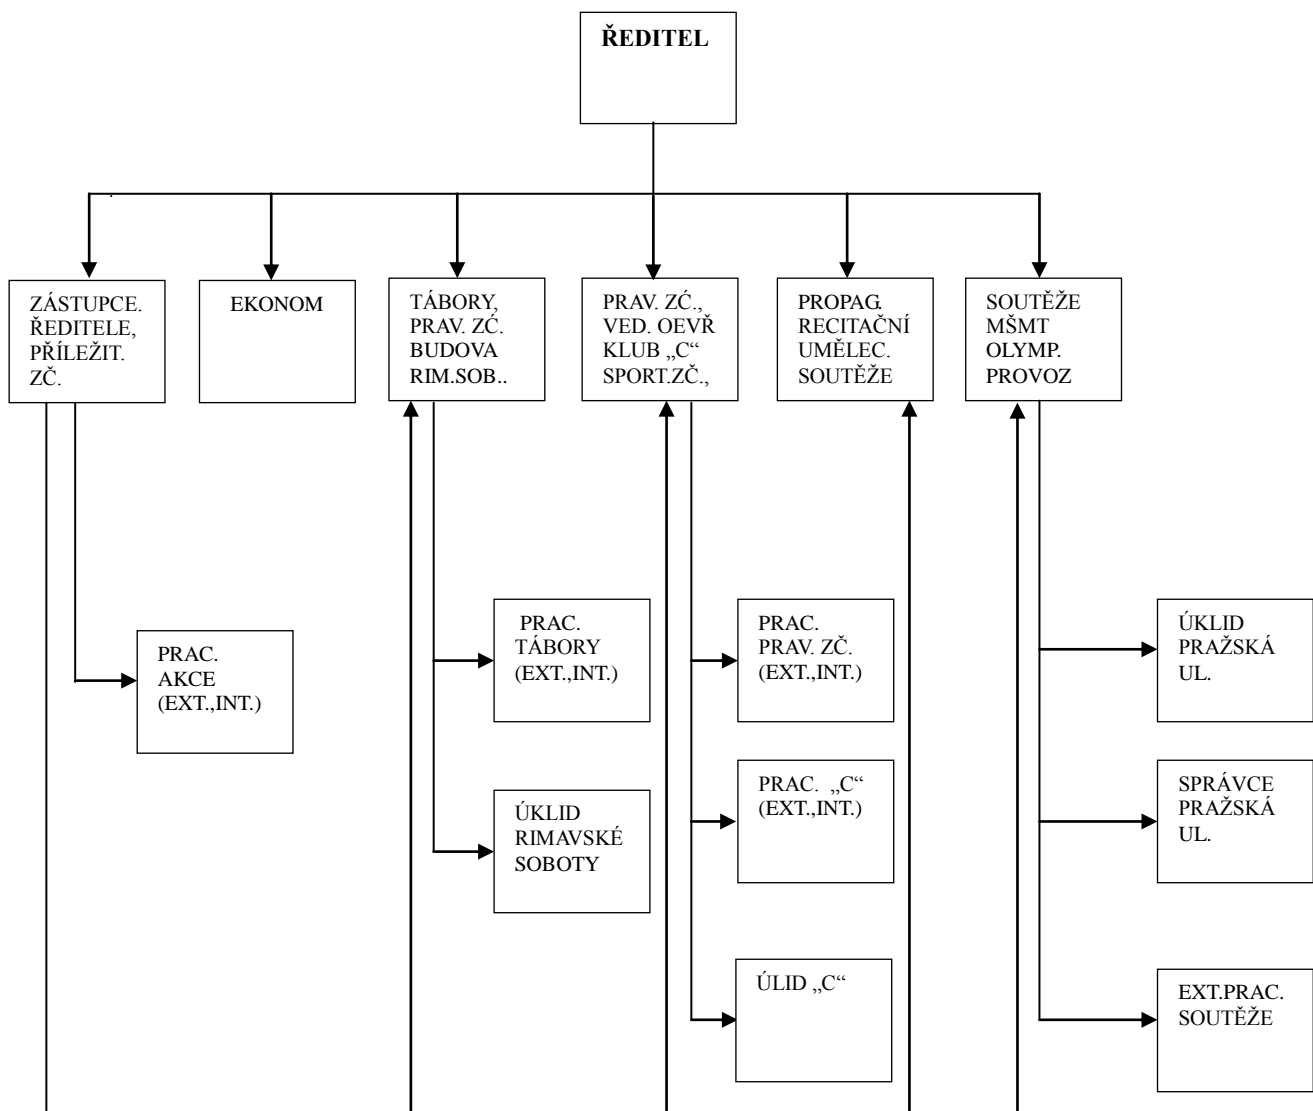 ŘEDITEL
ZÁSTUPCE.
ŘEDITELE,
PŘÍLEŽIT.
ZČ.
EKONOM
TÁBORY,
PRAV. ZĆ.
BUDOVA
RIM.SOB..
PRAV. ZĆ.,
VED. OEVŘ
KLUB „C“
SPORT.ZČ.,
PROPAG.
RECITAČNÍ
UMĚLEC.
SOUTĚŽE
SOUTĚŽE
MŠMT
OLYMP.
PROVOZ
PRAC.
AKCE
(EXT.,INT.)
PRAC.
TÁBORY
(EXT.,INT.)
ÚKLID
RIMAVSKÉ
SOBOTY
PRAC.
PRAV. ZČ.
(EXT.,INT.)
PRAC. „C“
(EXT.,INT.)
ÚLID „C“
ÚKLID
PRAŽSKÁ
UL.
SPRÁVCE
PRAŽSKÁ
UL.
EXT.PRAC.
SOUTĚŽE